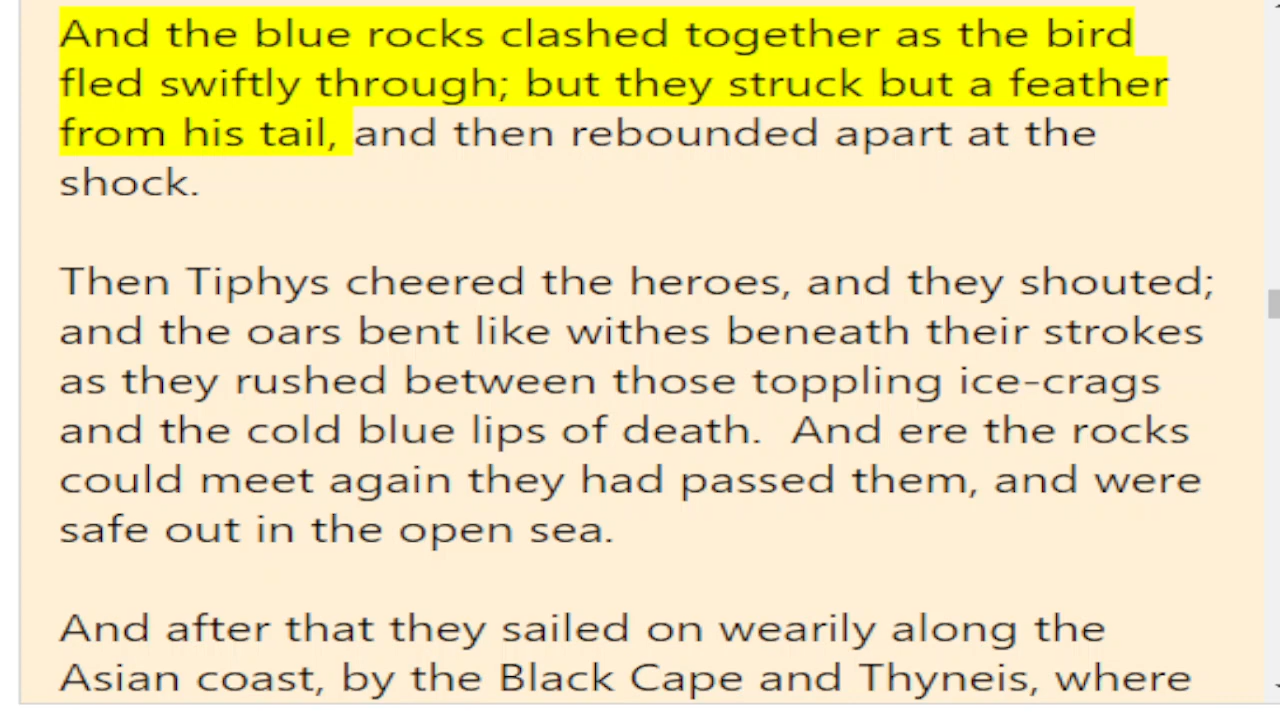 And the blue rocks clashed together as the bird
fled swiftly through; but they struck but a feather
from his tail, and then rebounded apart at the
shock.
Then Tiphys cheered the heroes, and they shouted;
and the oars bent like withes beneath their strokes
as they rushed between those toppling ice-crags
and the cold blue lips of death.  And ere the rocks
could meet again they had passed them, and were
safe out in the open sea.
And after that they sailed on wearily along the
Asian coast, by the Black Cape and Thyneis, where